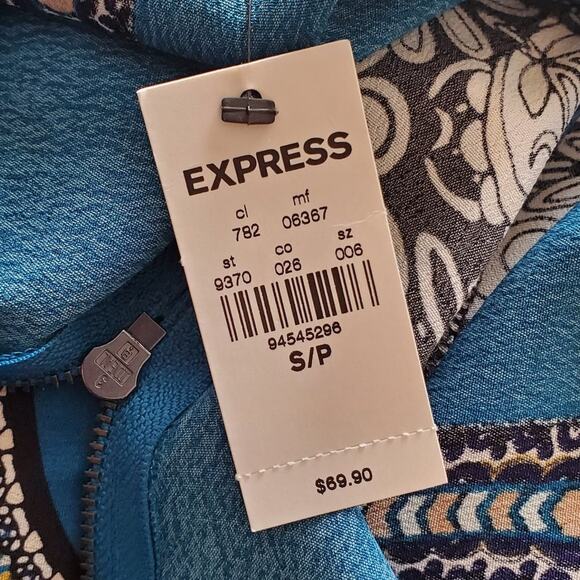 EXPRESS
cl mf
782 06367
st co sz
9370 026 006
94545296
S/P
$69.90